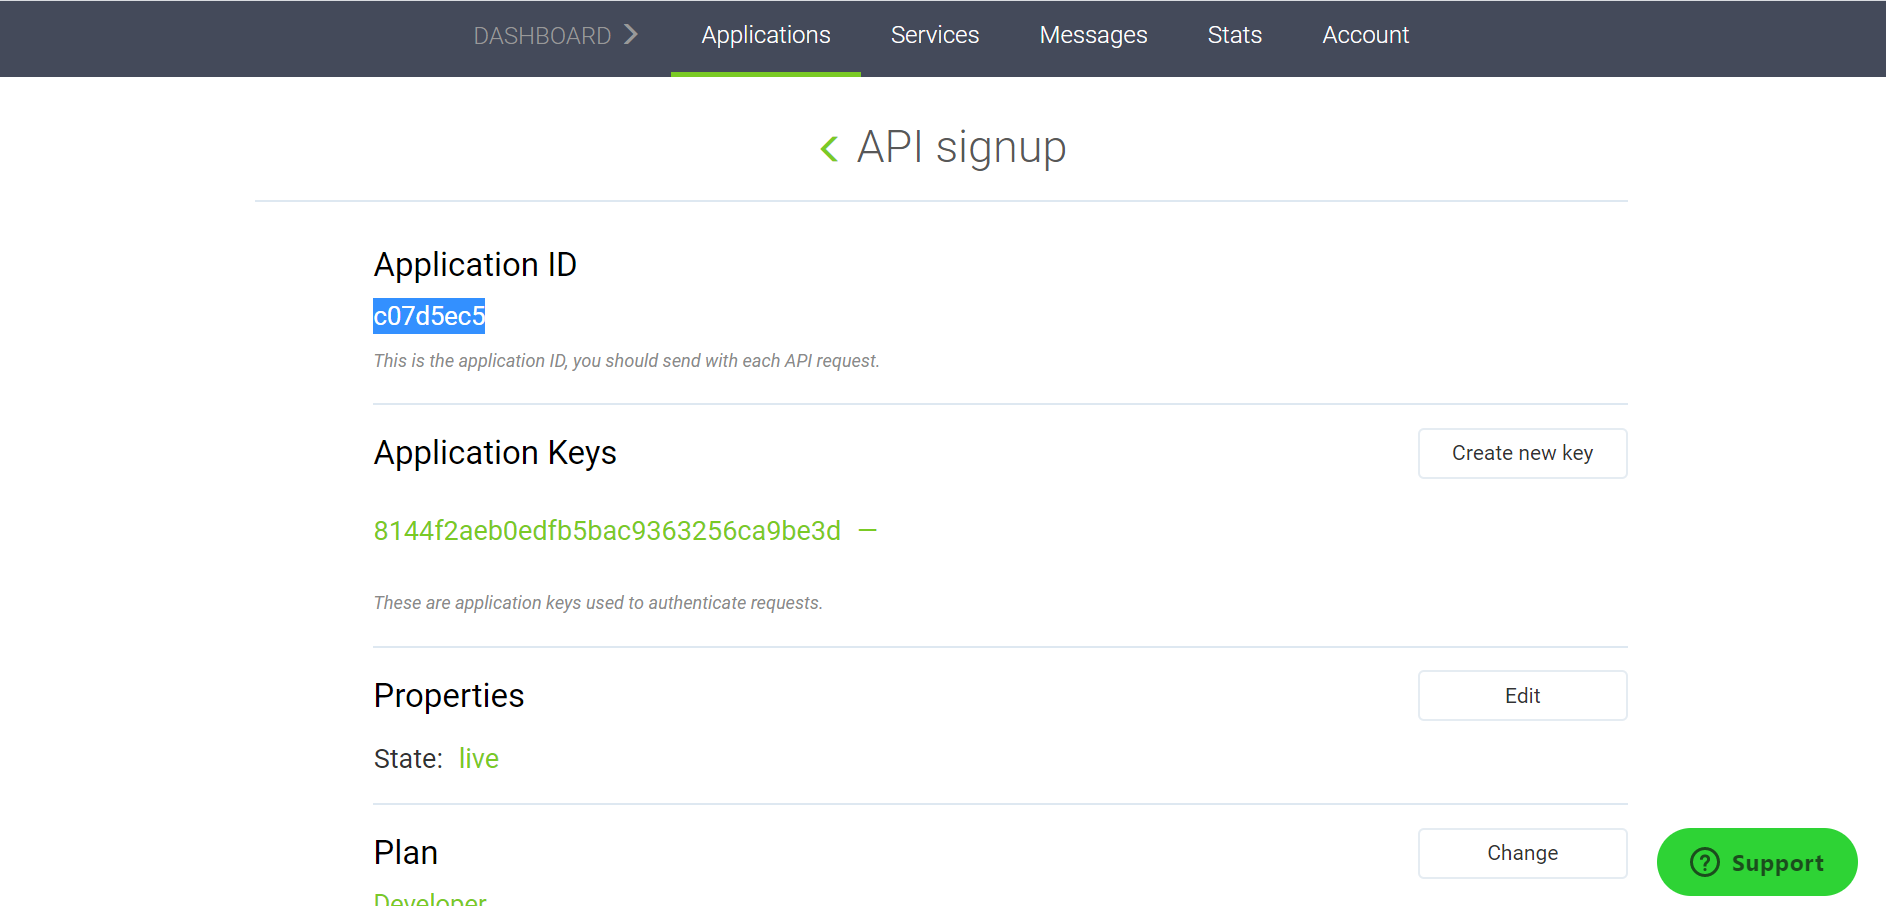 DASHBOARD Applications Services Messages Stats Account
API signup
Application ID
c07d5ec5
This is the application ID, you should send with each API request.
Application Keys
Create new key
8144f2aeb0edfb5bac9363256ca9be3d
These are application keys used to authenticate requests.
Properties
Edit
State: live
Plan
Change
Developer
Support